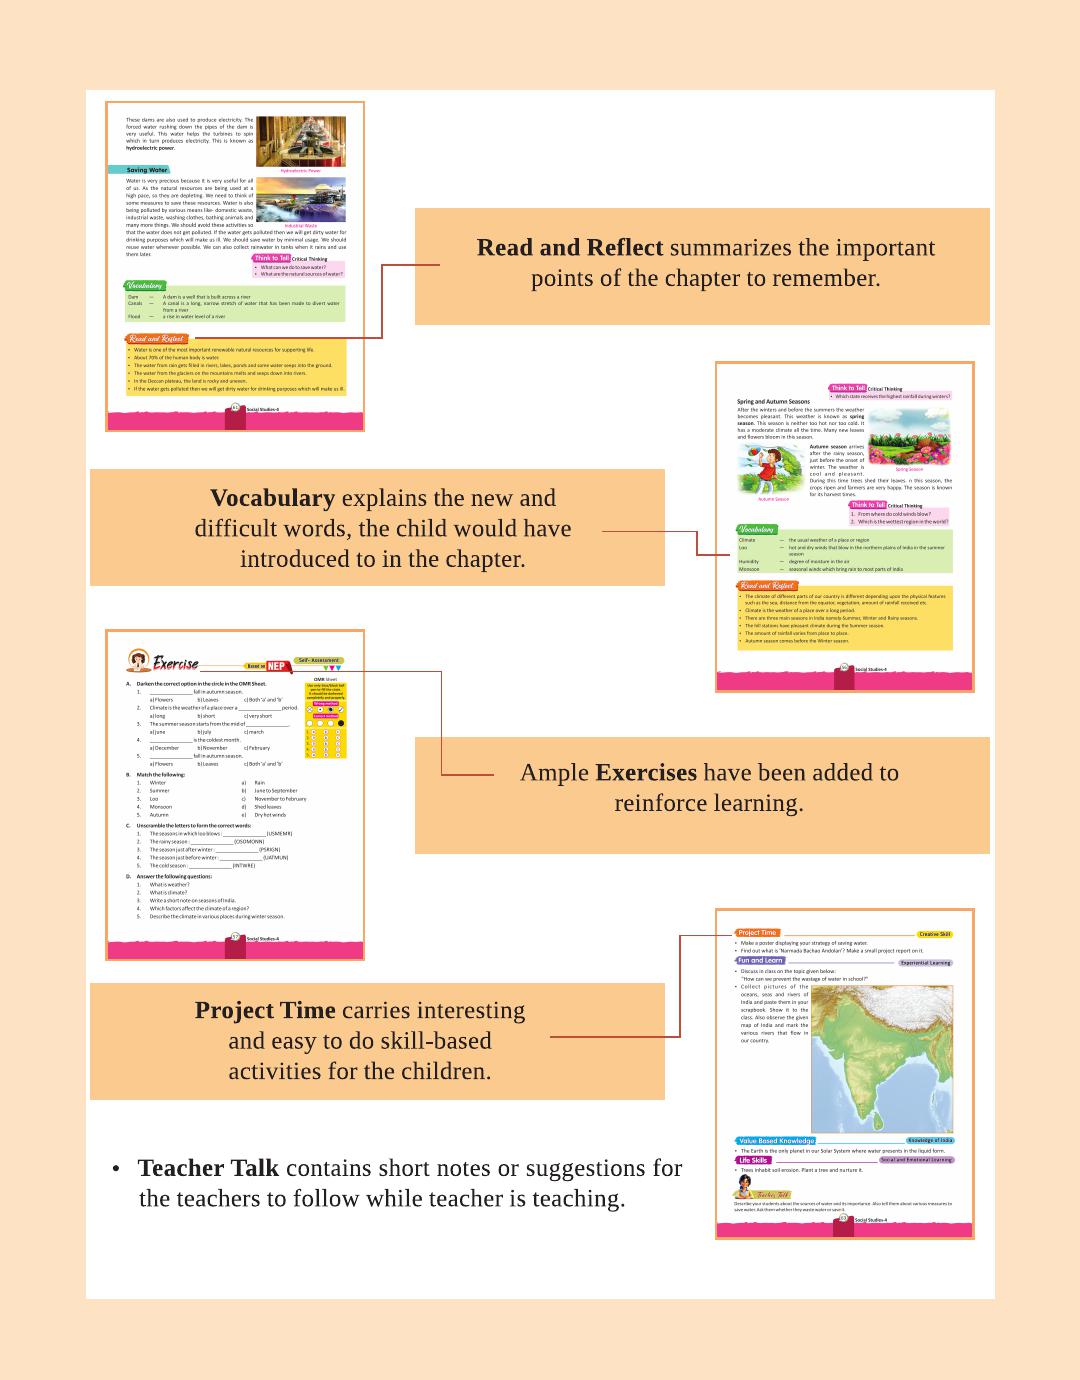 These dams are also used to produce electricity. The
forced water rushing down the pipes of the dam is
very useful. This water helps the turbines to spin
which in turn produces electricity. This is known as
hydroelectric power.
Hydroelectric Power
Saving Water
Water is very precious because it is very useful for all
of us. As the natural resources are being used at a
high pace, so they are depleting. We need to think of
some measures to save these resources. Water is also
being polluted by various means like- domestic waste,
industrial waste, washing clothes, bathing animals and
many more things. We should avoid these activities so
Industrial Waste
that the water does not get polluted. If the water gets polluted then we will get dirty water for
drinking purposes which will make us ill. We should save water by minimal usage. We should
reuse water wherever possible. We can also collect rainwater in tanks when it rains and use
them later.
Think to Tell Critical Thinking
• What can we do to save water?
• What are the natural sources of water?
Vocabulary
Dam — A dam is a well that is built across a river
Canals — A canal is a long, narrow stretch of water that has been made to divert water
from a river
Flood — a rise in water level of a river
Read and Reflect
• Water is one of the most important renewable natural resources for supporting life.
• About 70% of the human body is water.
• The water from rain gets filled in rivers, lakes, ponds and some water seeps into the ground.
• The water from the glaciers on the mountains melts and seeps down into rivers.
• In the Deccan plateau, the land is rocky and uneven.
• If the water gets polluted then we will get dirty water for drinking purposes which will make us ill.
Social Studies-4
Read and Reflect summarizes the important
points of the chapter to remember.
Think to Tell Critical Thinking
• Which state receives the highest rainfall during winters?
Spring and Autumn Seasons
After the winters and before the summers the weather
becomes pleasant. This weather is known as spring
season. This season is neither too hot nor too cold. It
has a moderate climate all the time. Many new leaves
and flowers bloom in this season.
Spring Season
Autumn season arrives
after the rainy season,
just before the onset of
winter. The weather is
cool and pleasant.
During this time trees shed their leaves. n this season, the
crops ripen and farmers are very happy. The season is known
for its harvest times.
Autumn Season
Think to Tell Critical Thinking
1. From where do cold winds blow?
2. Which is the wettest region in the world?
Vocabulary
Climate — the usual weather of a place or region
Loo — hot and dry winds that blow in the northern plains of India in the summer
season
Humidity — degree of moisture in the air
Monsoon — seasonal winds which bring rain to most parts of India
Read and Reflect
• The climate of different parts of our country is different depending upon the physical features
such as the sea, distance from the equator, vegetation, amount of rainfall received etc.
• Climate is the weather of a place over a long period.
• There are three main seasons in India namely Summer, Winter and Rainy seasons.
• The hill stations have pleasant climate during the Summer season.
• The amount of rainfall varies from place to place.
• Autumn season comes before the Winter season.
Social Studies-4
Vocabulary explains the new and
difficult words, the child would have
introduced to in the chapter.
Exercise
Based on NEP
Self- Assessment
A. Darken the correct option in the circle in the OMR Sheet.
1. ______________ fall in autumn season.
a) Flowers b) Leaves c) Both 'a' and 'b'
2. Climate is the weather of a place over a ______________ period.
a) long b) short c) very short
3. The summer season starts from the mid of ______________.
a) june b) july c) march
4. ______________ is the coldest month.
a) December b) November c) February
5. ______________ fall in autumn season.
a) Flowers b) Leaves c) Both 'a' and 'b'
OMR Sheet
Wrong method
Correct method
B. Match the following:
1. Winter a) Rain
2. Summer b) June to September
3. Loo c) November to February
4. Monsoon d) Shed leaves
5. Autumn e) Dry hot winds
C. Unscramble the letters to form the correct words:
1. The seasons in which loo blows : ______________ (USMEMR)
2. The rainy season : ______________ (OSOMONN)
3. The season just after winter : ______________ (PSRIGN)
4. The season just before winter : ______________ (UATMUN)
5. The cold season : ______________ (INTWRE)
D. Answer the following questions:
1. What is weather?
2. What is climate?
3. Write a short note on seasons of India.
4. Which factors affect the climate of a region?
5. Describe the climate in various places during winter season.
Social Studies-4
Ample Exercises have been added to
reinforce learning.
Project Time
Creative Skill
• Make a poster displaying your strategy of saving water.
• Find out what is 'Narmada Bachao Andolan'? Make a small project report on it.
Fun and Learn
Experiential Learning
• Discuss in class on the topic given below:
"How can we prevent the wastage of water in school?"
• Collect pictures of the
oceans, seas and rivers of
India and paste them in your
scrapbook. Show it to the
class. Also observe the given
map of India and mark the
various rivers that flow in
our country.
Value Based Knowledge
Knowledge of India
• The Earth is the only planet in our Solar System where water presents in the liquid form.
Life Skills
Social and Emotional Learning
• Trees inhabit soil erosion. Plant a tree and nurture it.
Teacher Talk
Describe your students about the sources of water and its importance. Also tell them about various measures to
save water. Ask them whether they waste water or save it.
Social Studies-4
Project Time carries interesting
and easy to do skill-based
activities for the children.
• Teacher Talk contains short notes or suggestions for
the teachers to follow while teacher is teaching.